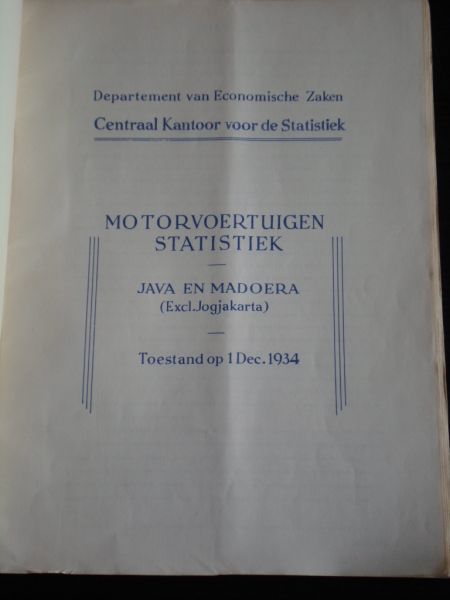 Departement van Economische Zaken
Centraal Kantoor voor de Statistiek
MOTORVOERTUIGEN
STATISTIEK
JAVA EN MADOERA
(Excl. Jogjakarta)
Toestand op 1 Dec. 1934